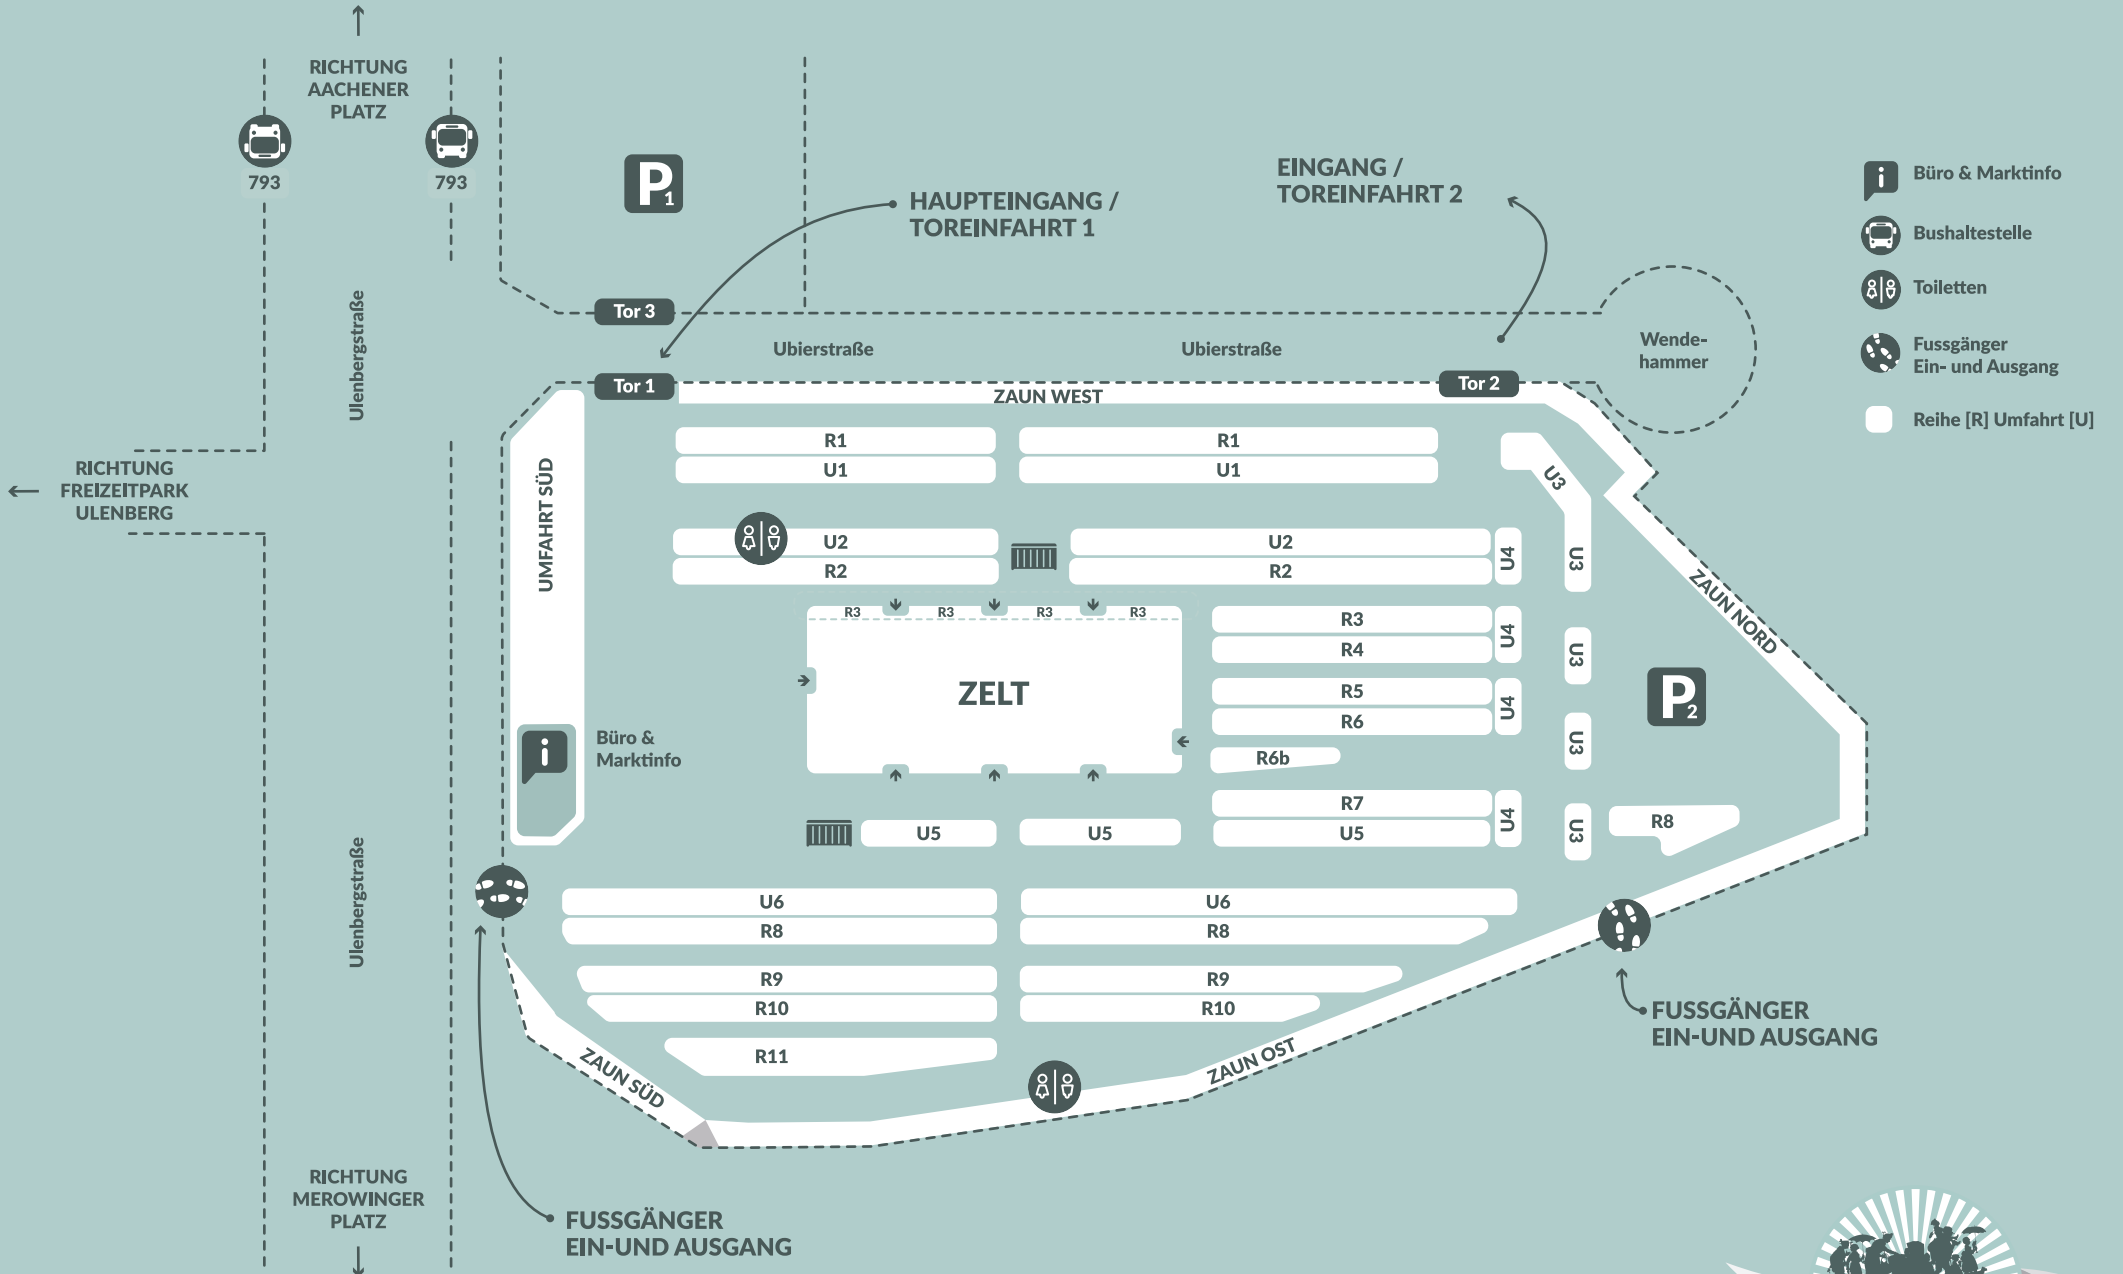 RICHTUNG
AACHENER
PLATZ
793
793
P1
HAUPTEINGANG /
TOREINFAHRT 1
EINGANG /
TOREINFAHRT 2
i
Büro & Marktinfo
Bushaltestelle
Toiletten
Fussgänger
Ein- und Ausgang
Reihe [R] Umfahrt [U]
Tor 3
Ulenbergstraße
Ubierstraße
Ubierstraße
Wende-
hammer
Tor 1
ZAUN WEST
Tor 2
RICHTUNG
FREIZEITPARK
ULENBERG
UMFAHRT SÜD
R1
R1
U1
U1
U3
U2
U2
U4
U3
R2
R2
ZAUN NORD
R3
R3
R3
R3
R3
U4
R4
U3
ZELT
R5
U4
R6
P2
i
Büro &
Marktinfo
R6b
U3
R7
U4
U5
U5
U5
U3
R8
Ulenbergstraße
U6
U6
R8
R8
R9
R9
R10
R10
R11
ZAUN SÜD
ZAUN OST
FUSSGÄNGER
EIN-UND AUSGANG
RICHTUNG
MEROWINGER
PLATZ
FUSSGÄNGER
EIN-UND AUSGANG